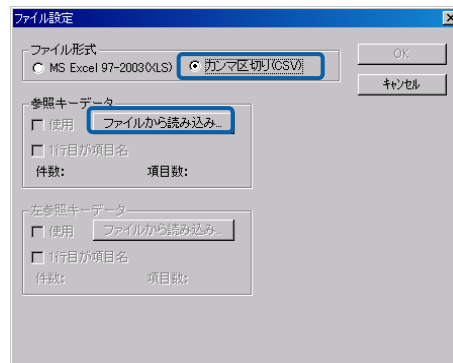 ファイル設定
ファイル形式
MS Excel 97-2003(XLS)
カンマ区切り(CSV)
OK
キャンセル
参照キーデータ
使用
ファイルから読み込み...
1行目が項目名
件数: 項目数:
左参照キーデータ
使用
ファイルから読み込み...
1行目が項目名
件数: 項目数: